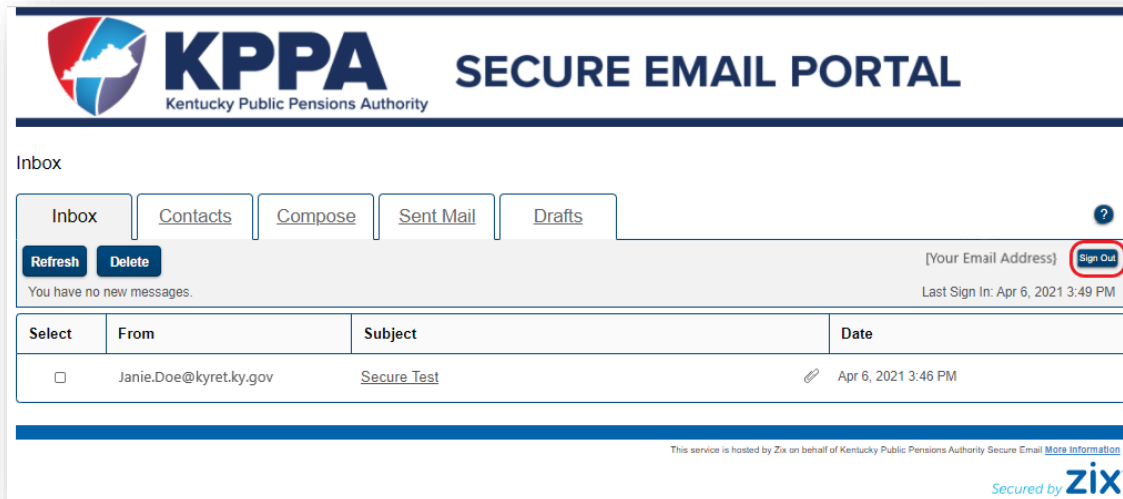 KPPA
Kentucky Public Pensions Authority
SECURE EMAIL PORTAL
Inbox
Inbox Contacts Compose Sent Mail Drafts ?
Refresh Delete [Your Email Address} Sign Out
You have no new messages. Last Sign In: Apr 6, 2021 3:49 PM
Select From Subject Date
Janie.Doe@kyret.ky.gov Secure Test Apr 6, 2021 3:46 PM
This service is hosted by Zix on behalf of Kentucky Public Pensions Authority Secure Email More Information
Secured by zix